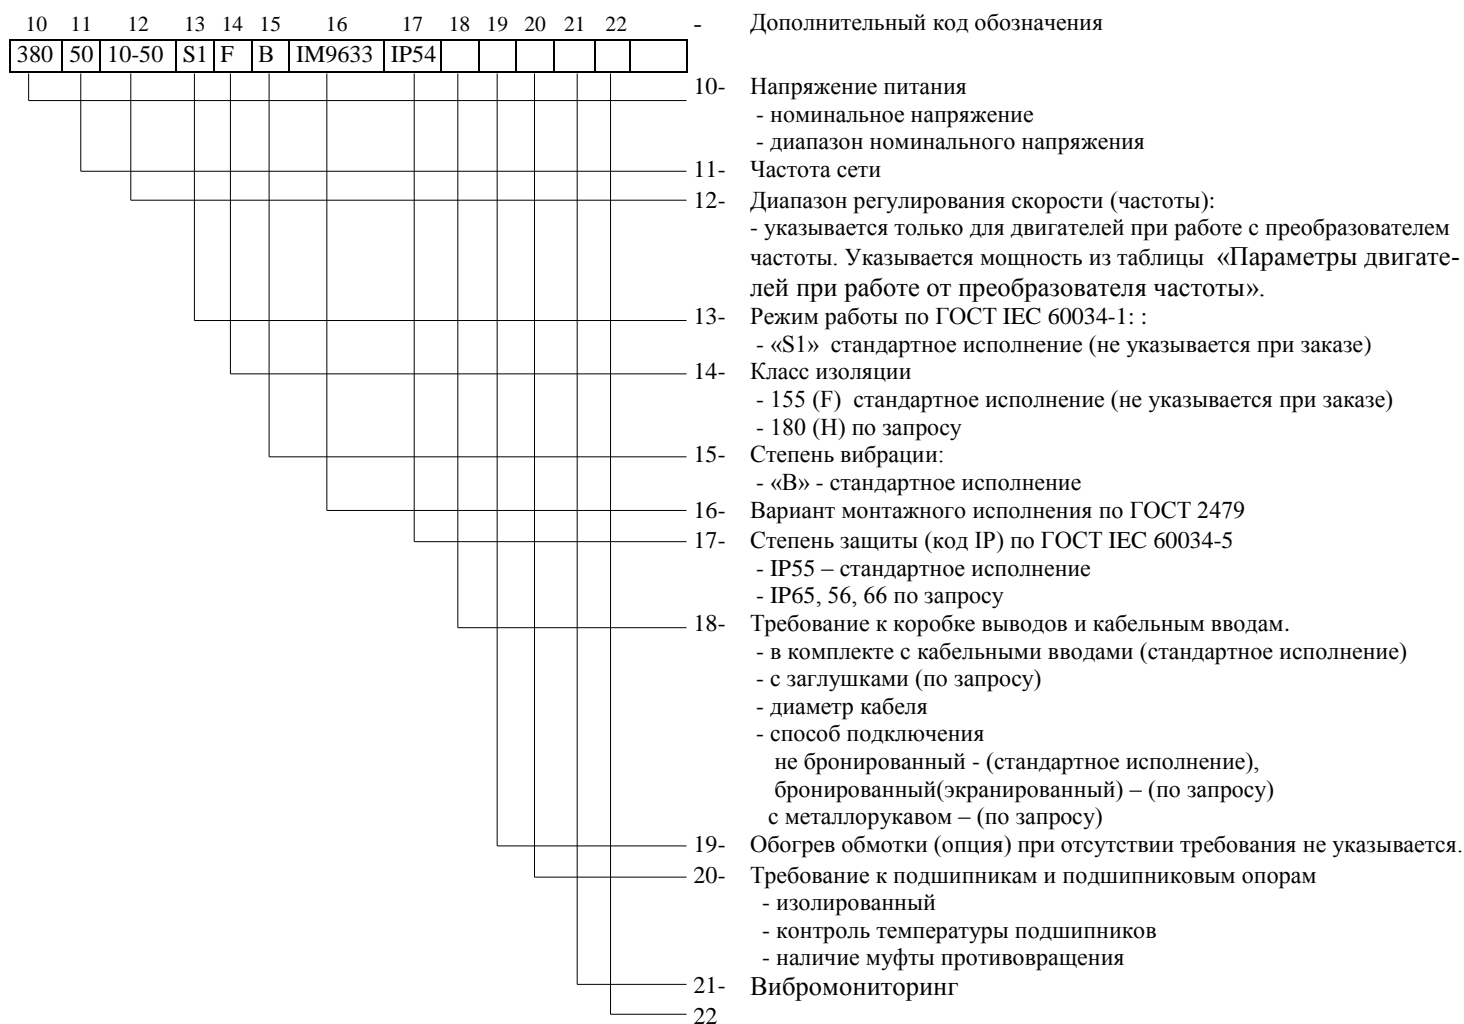 10 11 12 13 14 15 16 17 18 19 20 21 22 - Дополнительный код обозначения
380 50 10-50 S1 F B IM9633 IP54
10- Напряжение питания
- номинальное напряжение
- диапазон номинального напряжения
11- Частота сети
12- Диапазон регулирования скорости (частоты):
- указывается только для двигателей при работе с преобразователем
частоты. Указывается мощность из таблицы «Параметры двигате-
лей при работе от преобразователя частоты».
13- Режим работы по ГОСТ IEC 60034-1: :
- «S1» стандартное исполнение (не указывается при заказе)
14- Класс изоляции
- 155 (F) стандартное исполнение (не указывается при заказе)
- 180 (H) по запросу
15- Степень вибрации:
- «В» - стандартное исполнение
16- Вариант монтажного исполнения по ГОСТ 2479
17- Степень защиты (код IP) по ГОСТ IEC 60034-5
- IP55 – стандартное исполнение
- IP65, 56, 66 по запросу
18- Требование к коробке выводов и кабельным вводам.
- в комплекте с кабельными вводами (стандартное исполнение)
- с заглушками (по запросу)
- диаметр кабеля
- способ подключения
не бронированный - (стандартное исполнение),
бронированный(экранированный) – (по запросу)
с металлорукавом – (по запросу)
19- Обогрев обмотки (опция) при отсутствии требования не указывается.
20- Требование к подшипникам и подшипниковым опорам
- изолированный
- контроль температуры подшипников
- наличие муфты противовращения
21- Вибромониторинг
22